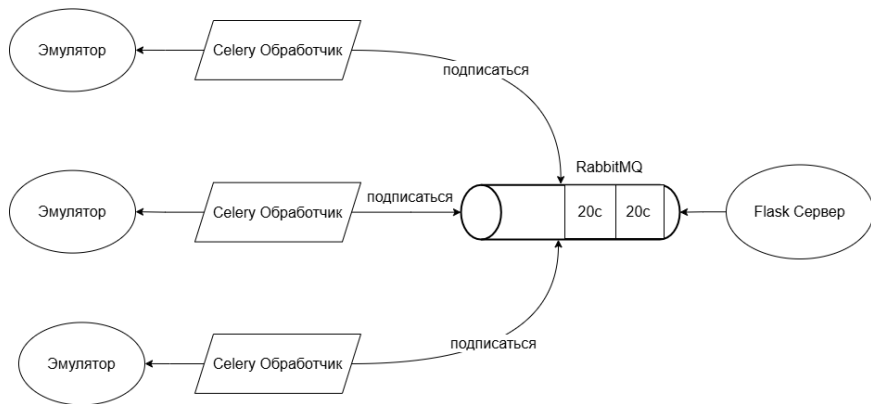 Эмулятор
Celery Обработчик
подписаться
RabbitMQ
Эмулятор
Celery Обработчик
подписаться
20с
20с
Flask Сервер
Эмулятор
Celery Обработчик
подписаться